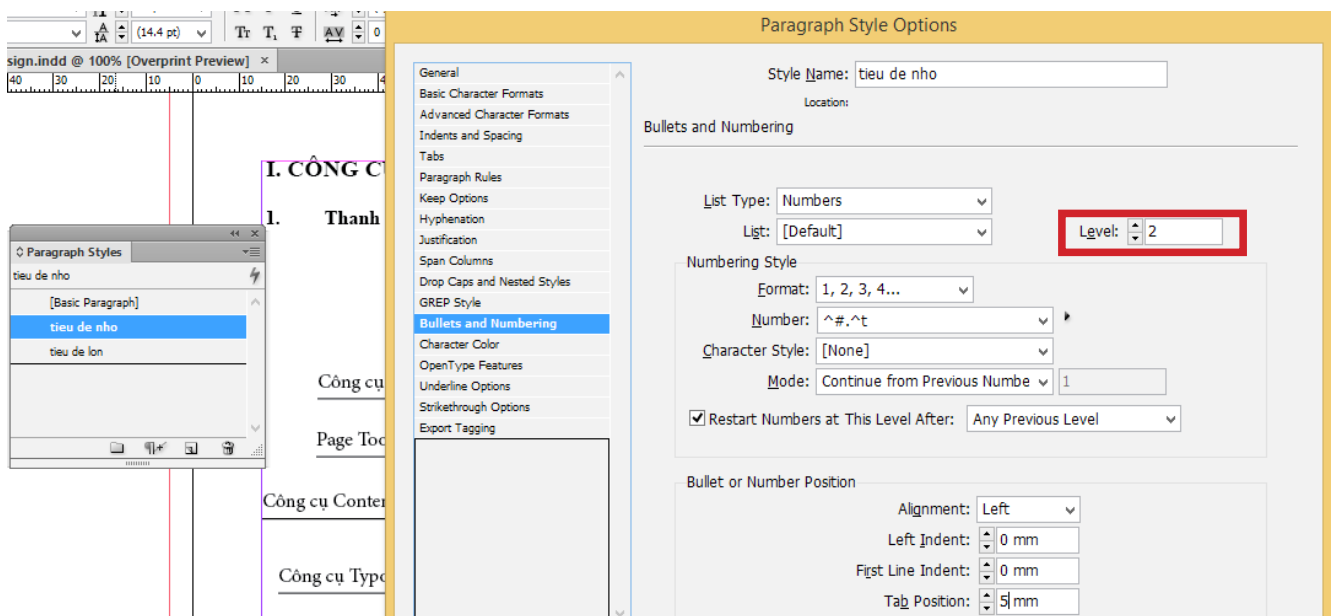 (14.4 pt)
0
sign.indd @ 100% [Overprint Preview] ×
40 30 20 10 0 10 20 30 4
I. CÔNG C
1. Thanh
Paragraph Styles
tieu de nho
[Basic Paragraph]
tieu de nho
tieu de lon
Công cụ
Page Too
Công cụ Conten
Công cụ Typo
Paragraph Style Options
General
Basic Character Formats
Advanced Character Formats
Indents and Spacing
Tabs
Paragraph Rules
Keep Options
Hyphenation
Justification
Span Columns
Drop Caps and Nested Styles
GREP Style
Bullets and Numbering
Character Color
OpenType Features
Underline Options
Strikethrough Options
Export Tagging
Style Name: tieu de nho
Location:
Bullets and Numbering
List Type: Numbers
List: [Default] Level: 2
Numbering Style
Format: 1, 2, 3, 4...
Number: ^#.^t
Character Style: [None]
Mode: Continue from Previous Numbe 1
Restart Numbers at This Level After: Any Previous Level
Bullet or Number Position
Alignment: Left
Left Indent: 0 mm
First Line Indent: 0 mm
Tab Position: 5 mm